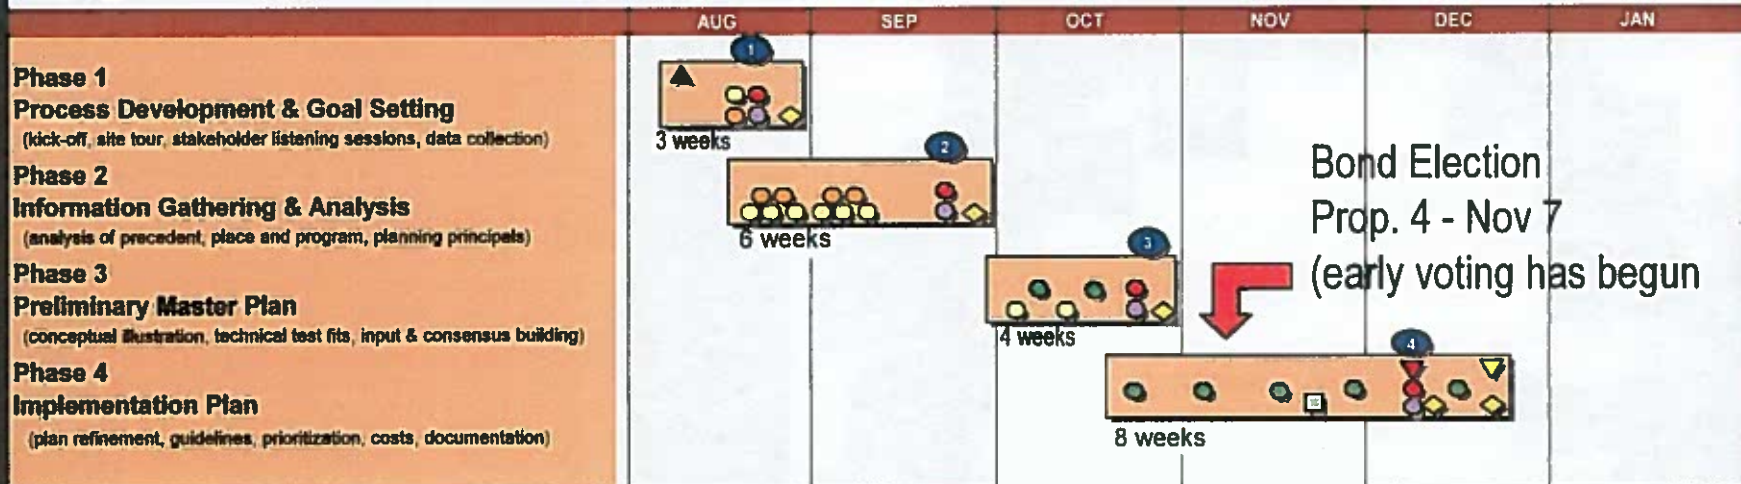 AUG SEP OCT NOV DEC JAN
1
Phase 1
Process Development & Goal Setting
(kick-off, site tour, stakeholder listening sessions, data collection)
3 weeks
2
Phase 2
Information Gathering & Analysis
(analysis of precedent, place and program, planning principals)
6 weeks
3
Phase 3
Preliminary Master Plan
(conceptual illustration, technical test fits, input & consensus building)
4 weeks
Bond Election
Prop. 4 - Nov 7
(early voting has begun
4
Phase 4
Implementation Plan
(plan refinement, guidelines, prioritization, costs, documentation)
8 weeks